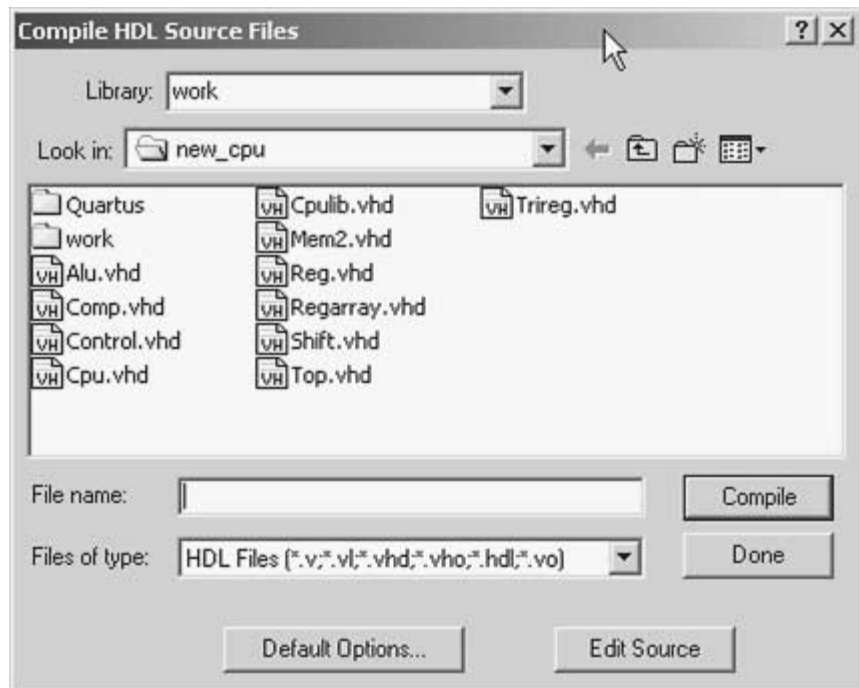 Compile HDL Source Files
Library: work
Look in: new_cpu
Quartus
work
Alu.vhd
Comp.vhd
Control.vhd
Cpu.vhd
Cpulib.vhd
Mem2.vhd
Reg.vhd
Regarray.vhd
Shift.vhd
Top.vhd
Trireg.vhd
File name:
Compile
Files of type: HDL Files (*.v;*.vl;*.vhd;*.vho;*.hdl;*.vo)
Done
Default Options...
Edit Source